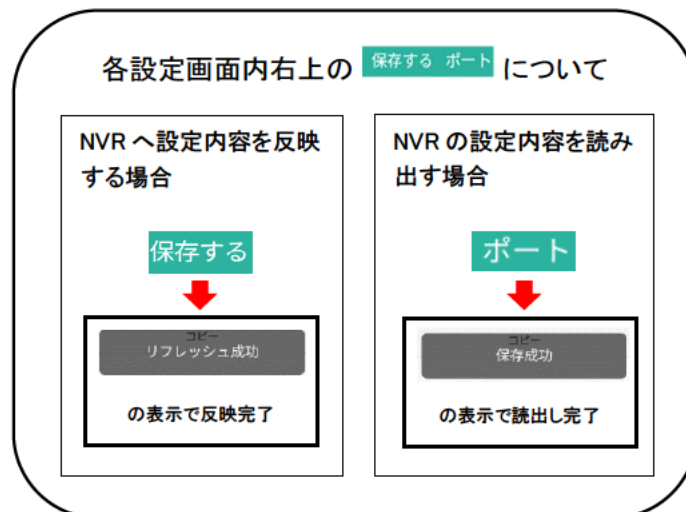 各設定画面内右上の 保存する ポート について
NVR へ設定内容を反映
する場合
保存する
コピー
リフレッシュ成功
の表示で反映完了
NVR の設定内容を読み
出す場合
ポート
コピー
保存成功
の表示で読出し完了